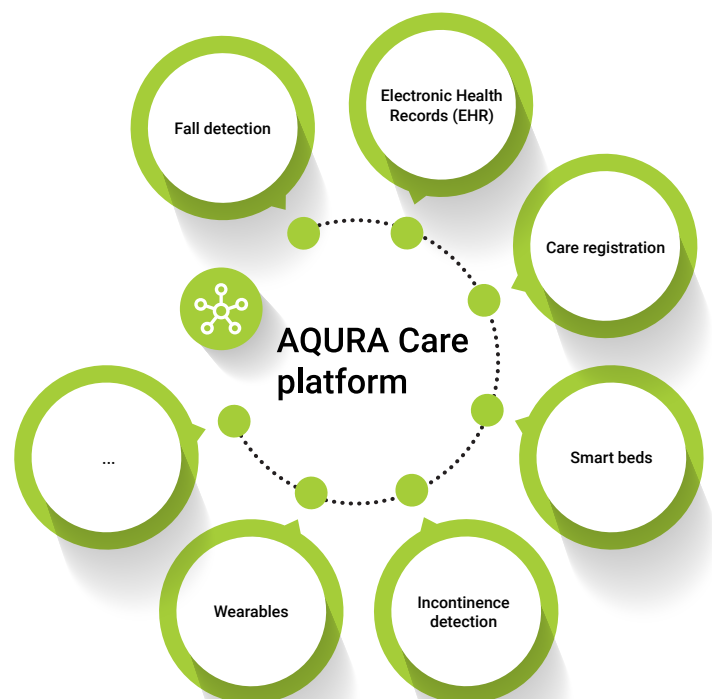 Fall detection
Electronic Health
Records (EHR)
Care registration
AQURA Care
platform
Smart beds
Incontinence
detection
Wearables
...